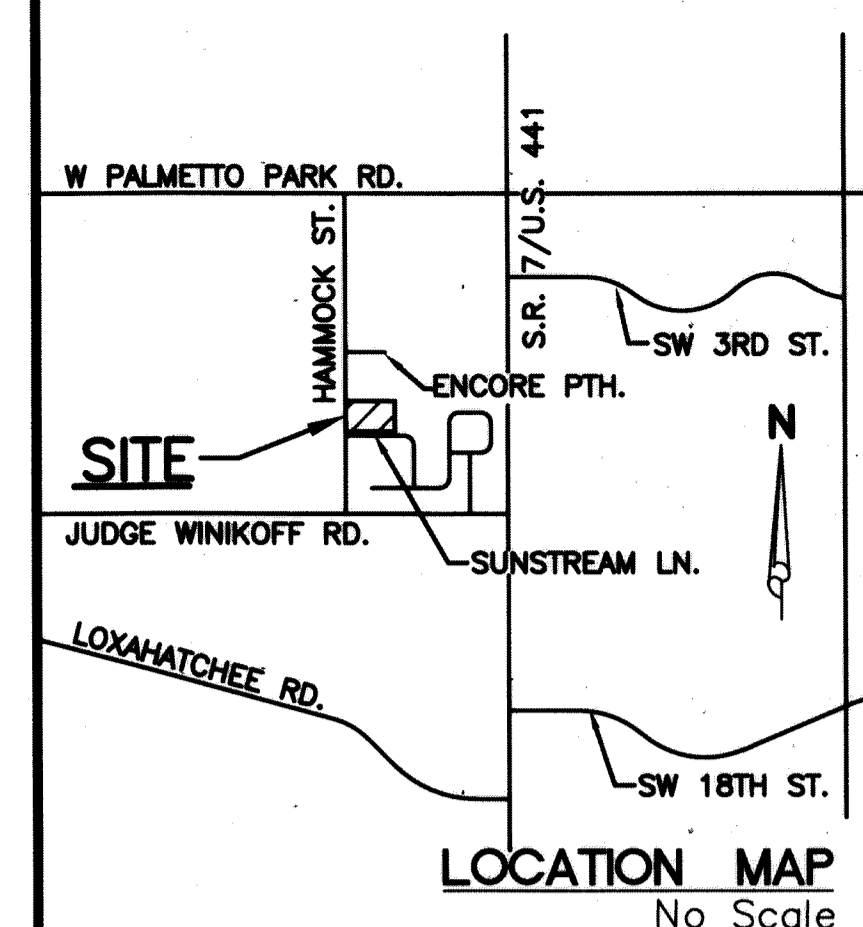 W PALMETTO PARK RD.
HAMMOCK ST.
S.R. 7/U.S. 441
SW 3RD ST.
ENCORE PTH.
N
SITE
JUDGE WINIKOFF RD.
SUNSTREAM LN.
LOXAHATCHEE RD.
SW 18TH ST.
LOCATION MAP
No Scale